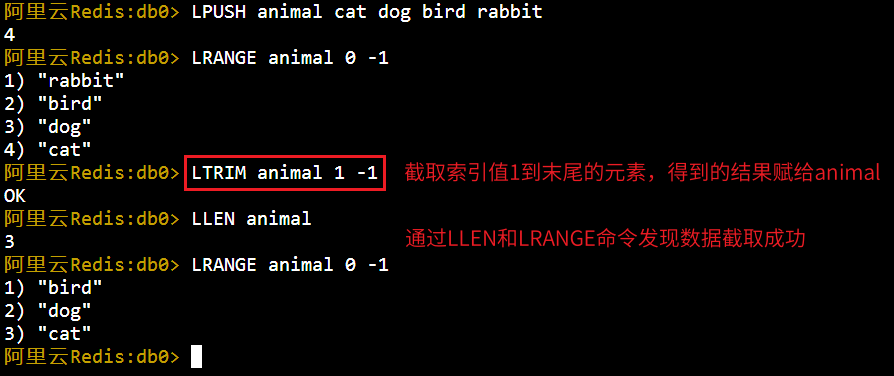 阿里云Redis:db0> LPUSH animal cat dog bird rabbit
4
阿里云Redis:db0> LRANGE animal 0 -1
1) "rabbit"
2) "bird"
3) "dog"
4) "cat"
阿里云Redis:db0> LTRIM animal 1 -1 截取索引值1到末尾的元素，得到的结果赋给animal
OK
阿里云Redis:db0> LLEN animal
3 通过LLEN和LRANGE命令发现数据截取成功
阿里云Redis:db0> LRANGE animal 0 -1
1) "bird"
2) "dog"
3) "cat"
阿里云Redis:db0>